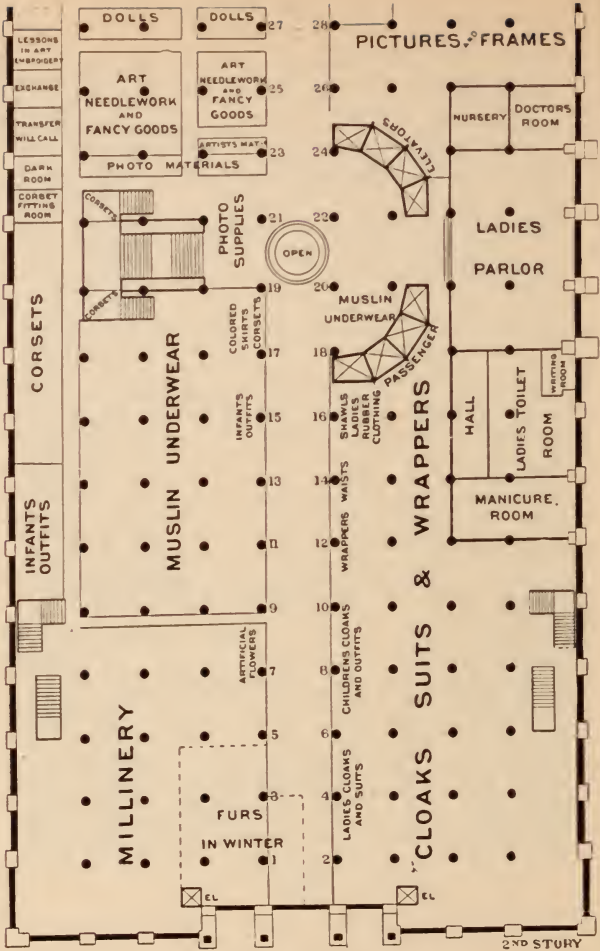 DOLLS
DOLLS
27
28
PICTURES, AND FRAMES
LESSONS
IN ART
EMBROIDERY
EXCHANGE
TRANSFER
WILL CALL
DARK
ROOM
CORSET
FITTING
ROOM
ART
NEEDLEWORK
AND
FANCY GOODS
ART
NEEDLEWORK
AND
FANCY
GOODS
25
26
ARTISTS MAT'L
23
24
PHOTO MATERIALS
ELEVATORS
NURSERY
DOCTORS
ROOM
CORSETS
PHOTO
SUPPLIES
21
22
OPEN
LADIES
PARLOR
CORSETS
19
20
CORSETS
MUSLIN UNDERWEAR
COLORED
SKIRTS
CORSETS
17
MUSLIN
UNDERWEAR
18
PASSENGER
INFANTS
OUTFITS
15
16
SHAWLS
LADIES
RUBBER
CLOTHING
HALL
LADIES TOILET
ROOM
WRITING
ROOM
13
14
WRAPPERS WAISTS
MANICURE
ROOM
INFANTS
OUTFITS
11
12
9
10
CLOAKS SUITS & WRAPPERS
ARTIFICIAL
FLOWERS
7
8
CHILDRENS CLOAKS
AND OUTFITS
MILLINERY
5
6
LADIES CLOAKS
AND SUITS
3
4
FURS
IN WINTER
1
2
EL
EL
2ND STORY